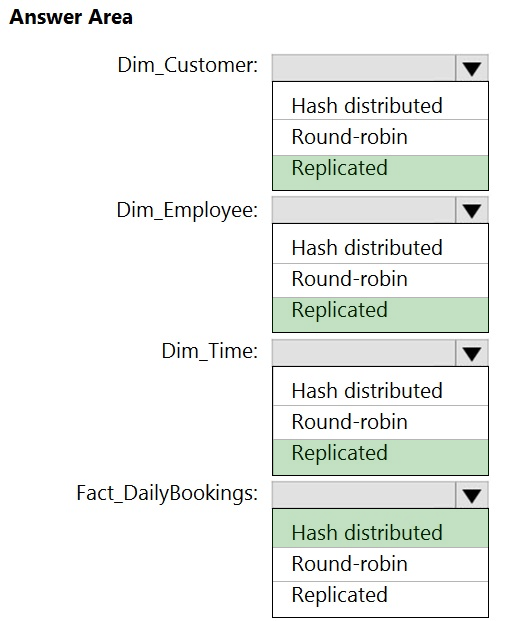 Answer Area
Dim_Customer:
Hash distributed
Round-robin
Replicated
Dim_Employee:
Hash distributed
Round-robin
Replicated
Dim_Time:
Hash distributed
Round-robin
Replicated
Fact_DailyBookings:
Hash distributed
Round-robin
Replicated